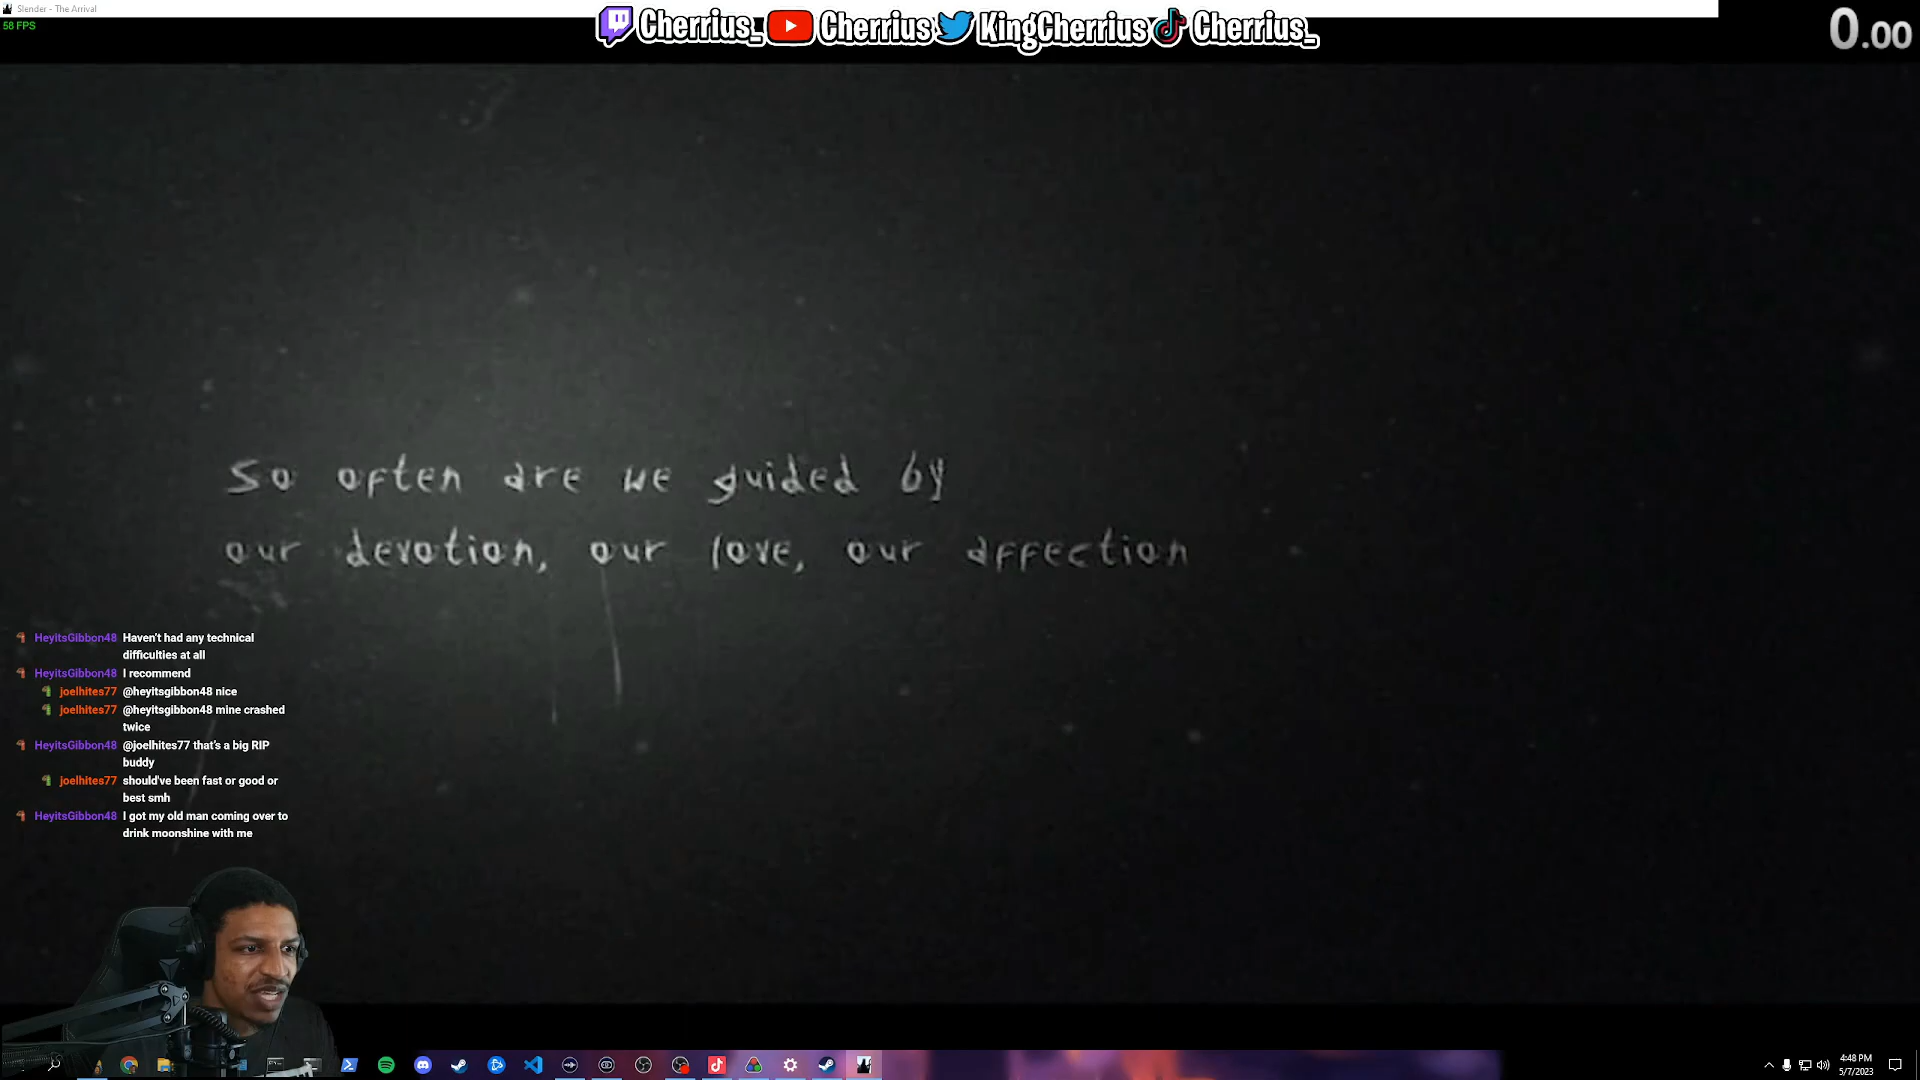 Slender - The Arrival
58 FPS
Cherrius_ Cherrius KingCherrius Cherrius_
0.00
So often are we guided by
our devotion, our love, our affection
HeyitsGibbon48 Haven't had any technical
difficulties at all
HeyitsGibbon48 I recommend
joelhites77 @heyitsgibbon48 nice
joelhites77 @heyitsgibbon48 mine crashed
twice
HeyitsGibbon48 @joelhites77 that's a big RIP
buddy
joelhites77 should've been fast or good or
best smh
HeyitsGibbon48 I got my old man coming over to
drink moonshine with me
4:48 PM
5/7/2023